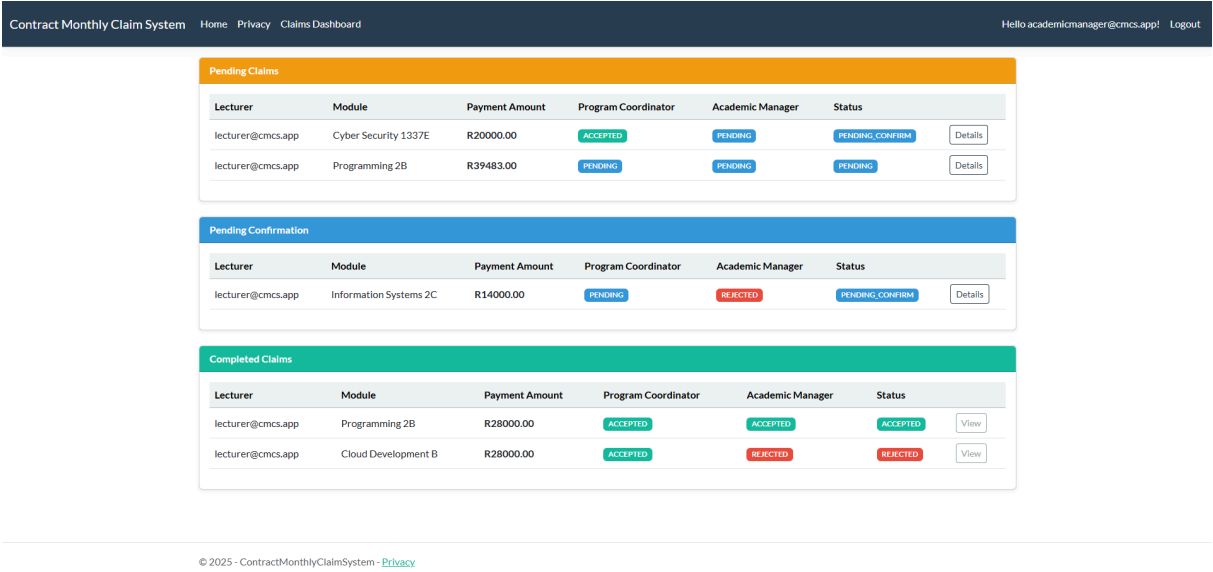 Contract Monthly Claim System Home Privacy Claims Dashboard Hello academicmanager@cmcs.app! Logout
Pending Claims
Lecturer Module Payment Amount Program Coordinator Academic Manager Status
lecturer@cmcs.app Cyber Security 1337E R20000.00 ACCEPTED PENDING PENDING_CONFIRM Details
lecturer@cmcs.app Programming 2B R39483.00 PENDING PENDING PENDING Details
Pending Confirmation
Lecturer Module Payment Amount Program Coordinator Academic Manager Status
lecturer@cmcs.app Information Systems 2C R14000.00 PENDING REJECTED PENDING_CONFIRM Details
Completed Claims
Lecturer Module Payment Amount Program Coordinator Academic Manager Status
lecturer@cmcs.app Programming 2B R28000.00 ACCEPTED ACCEPTED ACCEPTED View
lecturer@cmcs.app Cloud Development B R28000.00 ACCEPTED REJECTED REJECTED View
© 2025 - ContractMonthlyClaimSystem - Privacy